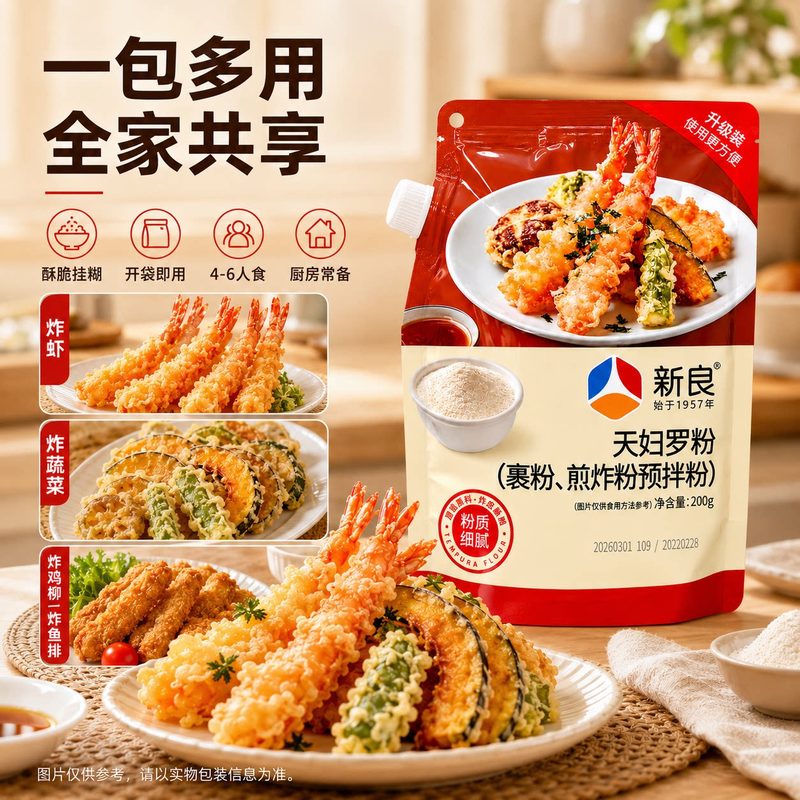 一包多用
全家共享
酥脆挂糊
开袋即用
4-6人食
厨房常备
炸虾
炸蔬菜
炸鸡柳|炸鱼排
升级装
使用更方便
新良®
始于1957年
天妇罗粉
(裹粉、煎炸粉预拌粉)
(图片仅供食用方法参考) 净含量:200g
粉质
细腻
TEMPURA FLOUR
20260301 109 / 20220228
图片仅供参考，请以实物包装信息为准。